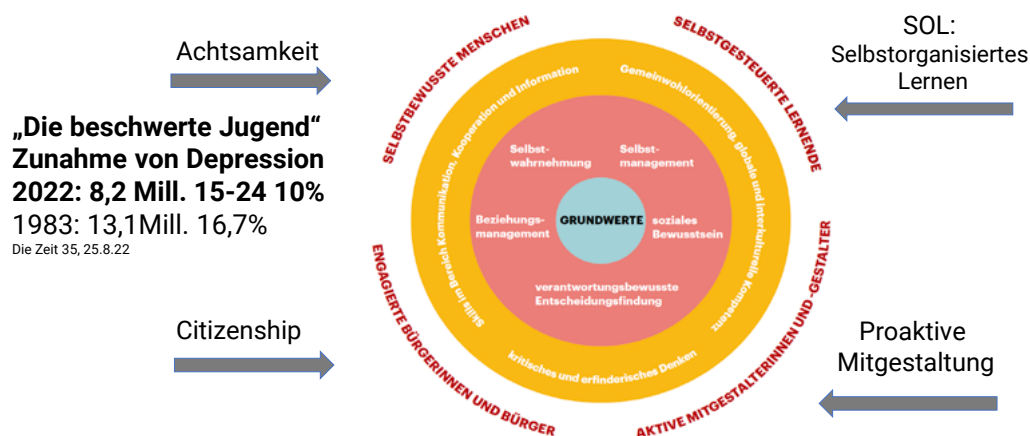 Achtsamkeit
„Die beschwerte Jugend“
Zunahme von Depression
2022: 8,2 Mill. 15-24 10%
1983: 13,1Mill. 16,7%
Die Zeit 35, 25.8.22
Citizenship
SELBSTBEWUSSTE MENSCHEN
SELBSTGESTEUERTE LERNENDE
ENGAGIERTE BÜRGERINNEN UND BÜRGER
AKTIVE MITGESTALTERINNEN UND -GESTALTER
Skills im Bereich Kommunikation, Kooperation und Information
Gemeinwohlorientierung, globale und interkulturelle Kompetenz
kritisches und erfinderisches Denken
Selbst-
wahrnehmung
Selbst-
management
Beziehungs-
management
GRUNDWERTE
soziales
Bewusstsein
verantwortungsbewusste
Entscheidungsfindung
SOL:
Selbstorganisiertes
Lernen
Proaktive
Mitgestaltung